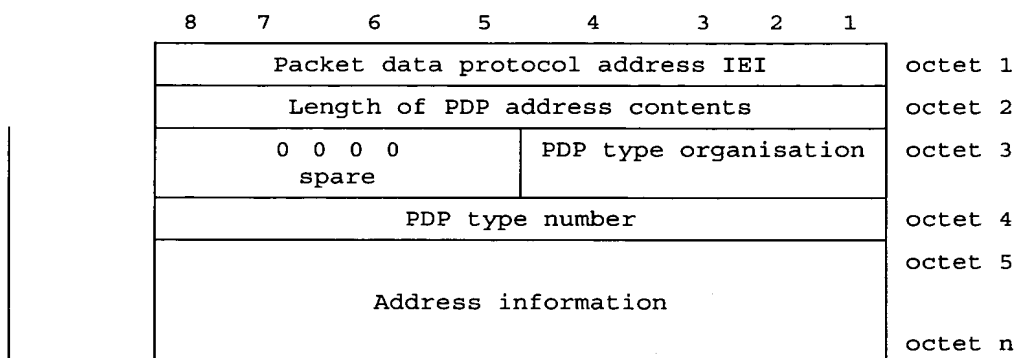 8 7 6 5 4 3 2 1
Packet data protocol address IEI octet 1
Length of PDP address contents octet 2
0 0 0 0 PDP type organisation octet 3
spare
PDP type number octet 4
octet 5
Address information
octet n